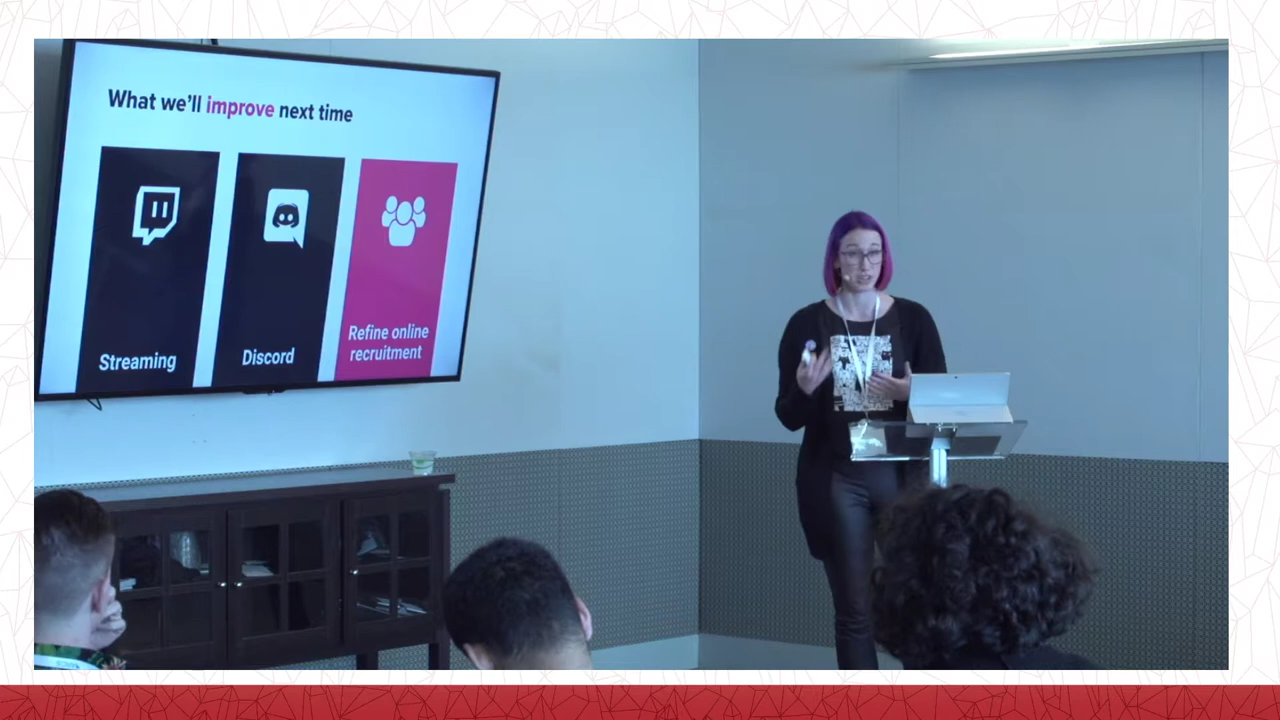 What we'll improve next time
Streaming
Discord
Refine online
recruitment